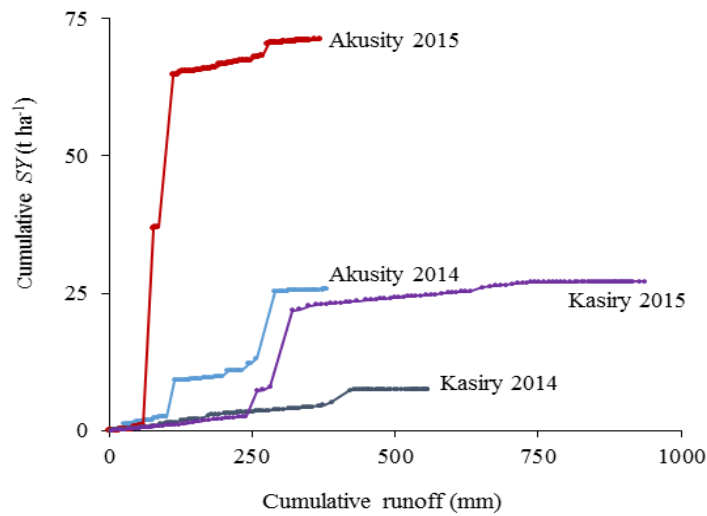 75
Akusity 2015
50
Cumulative SY (t ha⁻¹)
Akusity 2014
25
Kasiry 2015
Kasiry 2014
0
0 250 500 750 1000
Cumulative runoff (mm)